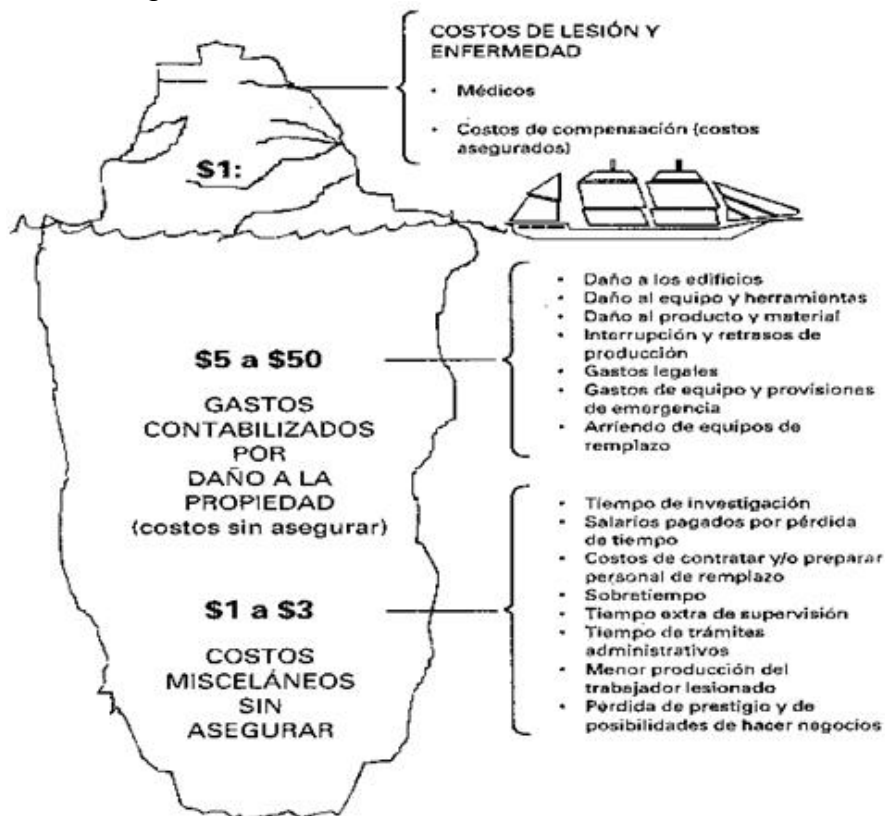 COSTOS DE LESIÓN Y
ENFERMEDAD
• Médicos
• Costos de compensación (costos
asegurados)
$1:
• Daño a los edificios
• Daño al equipo y herramientas
• Daño al producto y material
• Interrupción y retrasos de
producción
• Gastos legales
• Gastos de equipo y provisiones
de emergencia
• Arriendo de equipos de
remplazo
$5 a $50
GASTOS
CONTABILIZADOS
POR
DAÑO A LA
PROPIEDAD
(costos sin asegurar)
• Tiempo de investigación
• Salarios pagados por pérdida
de tiempo
• Costos de contratar y/o preparar
personal de remplazo
• Sobretiempo
• Tiempo extra de supervisión
• Tiempo de trámites
administrativos
• Menor producción del
trabajador lesionado
• Pérdida de prestigio y de
posibilidades de hacer negocios
$1 a $3
COSTOS
MISCELÁNEOS
SIN
ASEGURAR